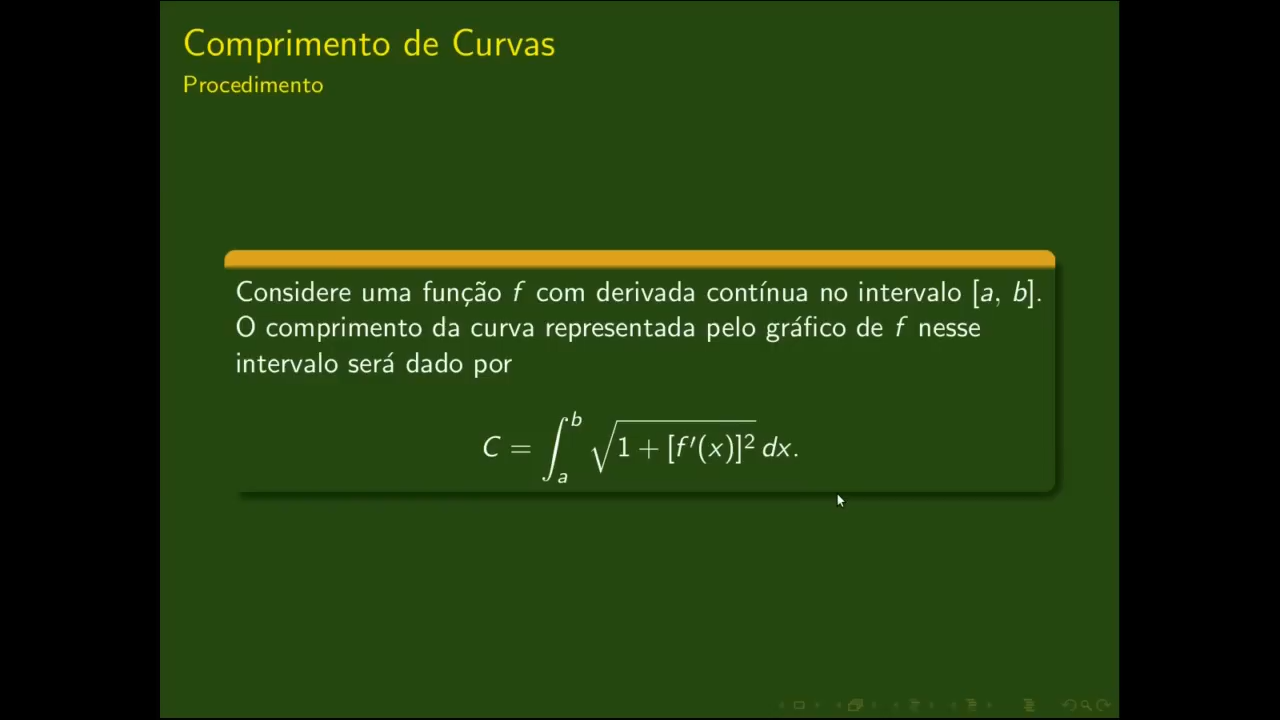 Comprimento de Curvas
Procedimento
Considere uma função f com derivada contínua no intervalo [a, b].
O comprimento da curva representada pelo gráfico de f nesse
intervalo será dado por
C = ∫_a^b √(1 + [f′(x)]²) dx.